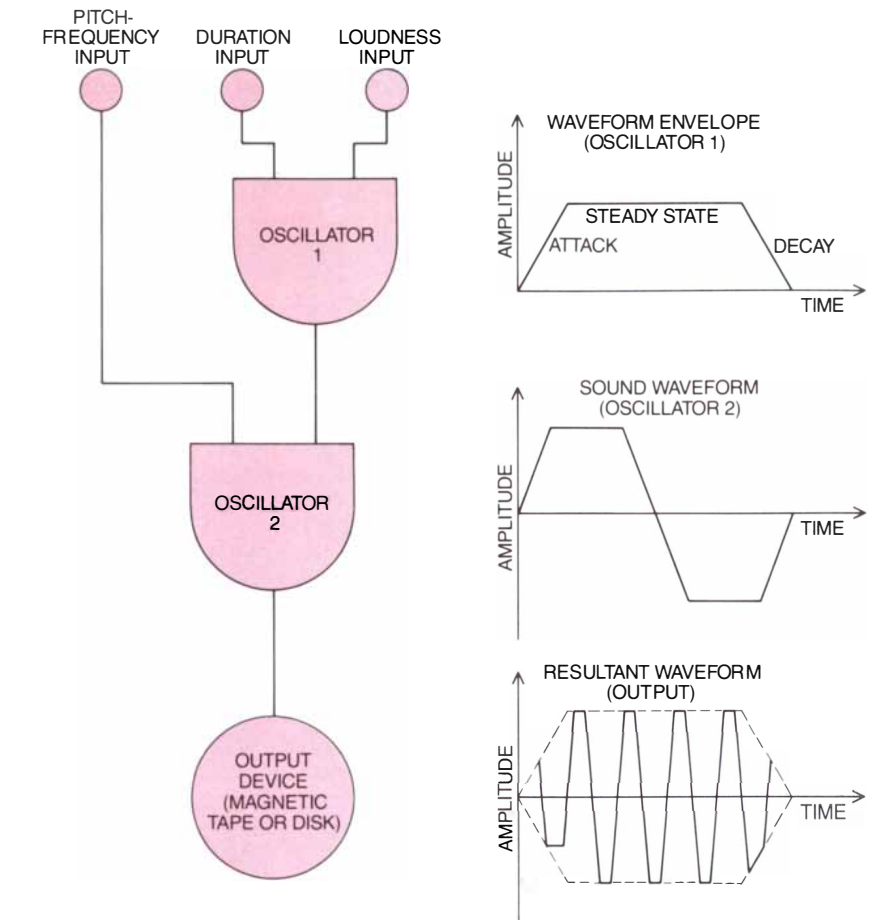 PITCH-
FREQUENCY
INPUT
DURATION
INPUT
LOUDNESS
INPUT
OSCILLATOR
1
OSCILLATOR
2
OUTPUT
DEVICE
(MAGNETIC
TAPE OR DISK)
WAVEFORM ENVELOPE
(OSCILLATOR 1)
AMPLITUDE
STEADY STATE
ATTACK
DECAY
TIME
SOUND WAVEFORM
(OSCILLATOR 2)
AMPLITUDE
TIME
RESULTANT WAVEFORM
(OUTPUT)
AMPLITUDE
TIME